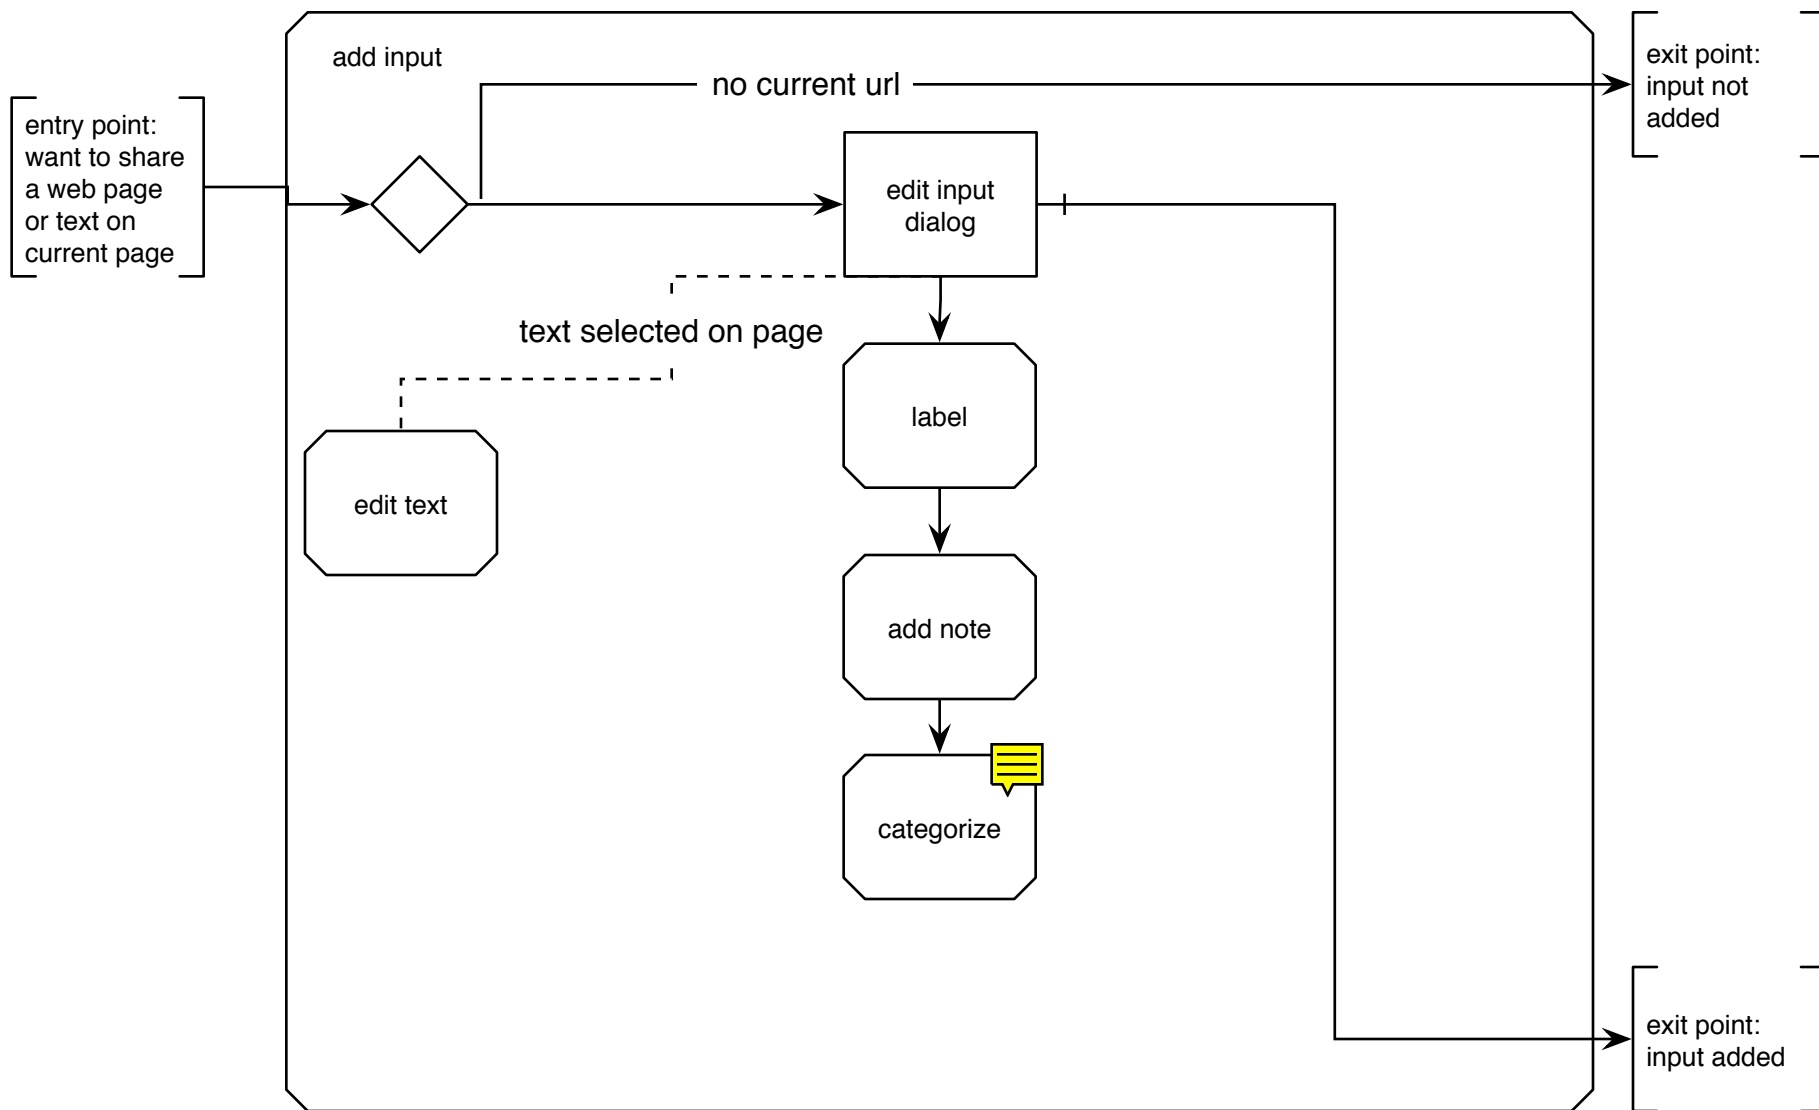 add input
no current url
exit point:
input not
added
entry point:
want to share
a web page
or text on
current page
edit input
dialog
text selected on page
label
edit text
add note
categorize
exit point:
input added